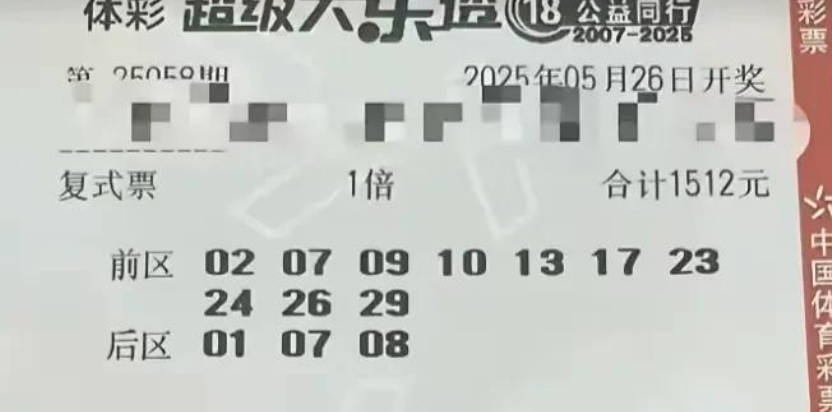 体彩 超级大乐透 18 公益同行
2007-2025
第 25058期 2025年05月26日开奖
复式票 1倍 合计1512元
前区 02 07 09 10 13 17 23
24 26 29
后区 01 07 08
彩票
中国体育彩票